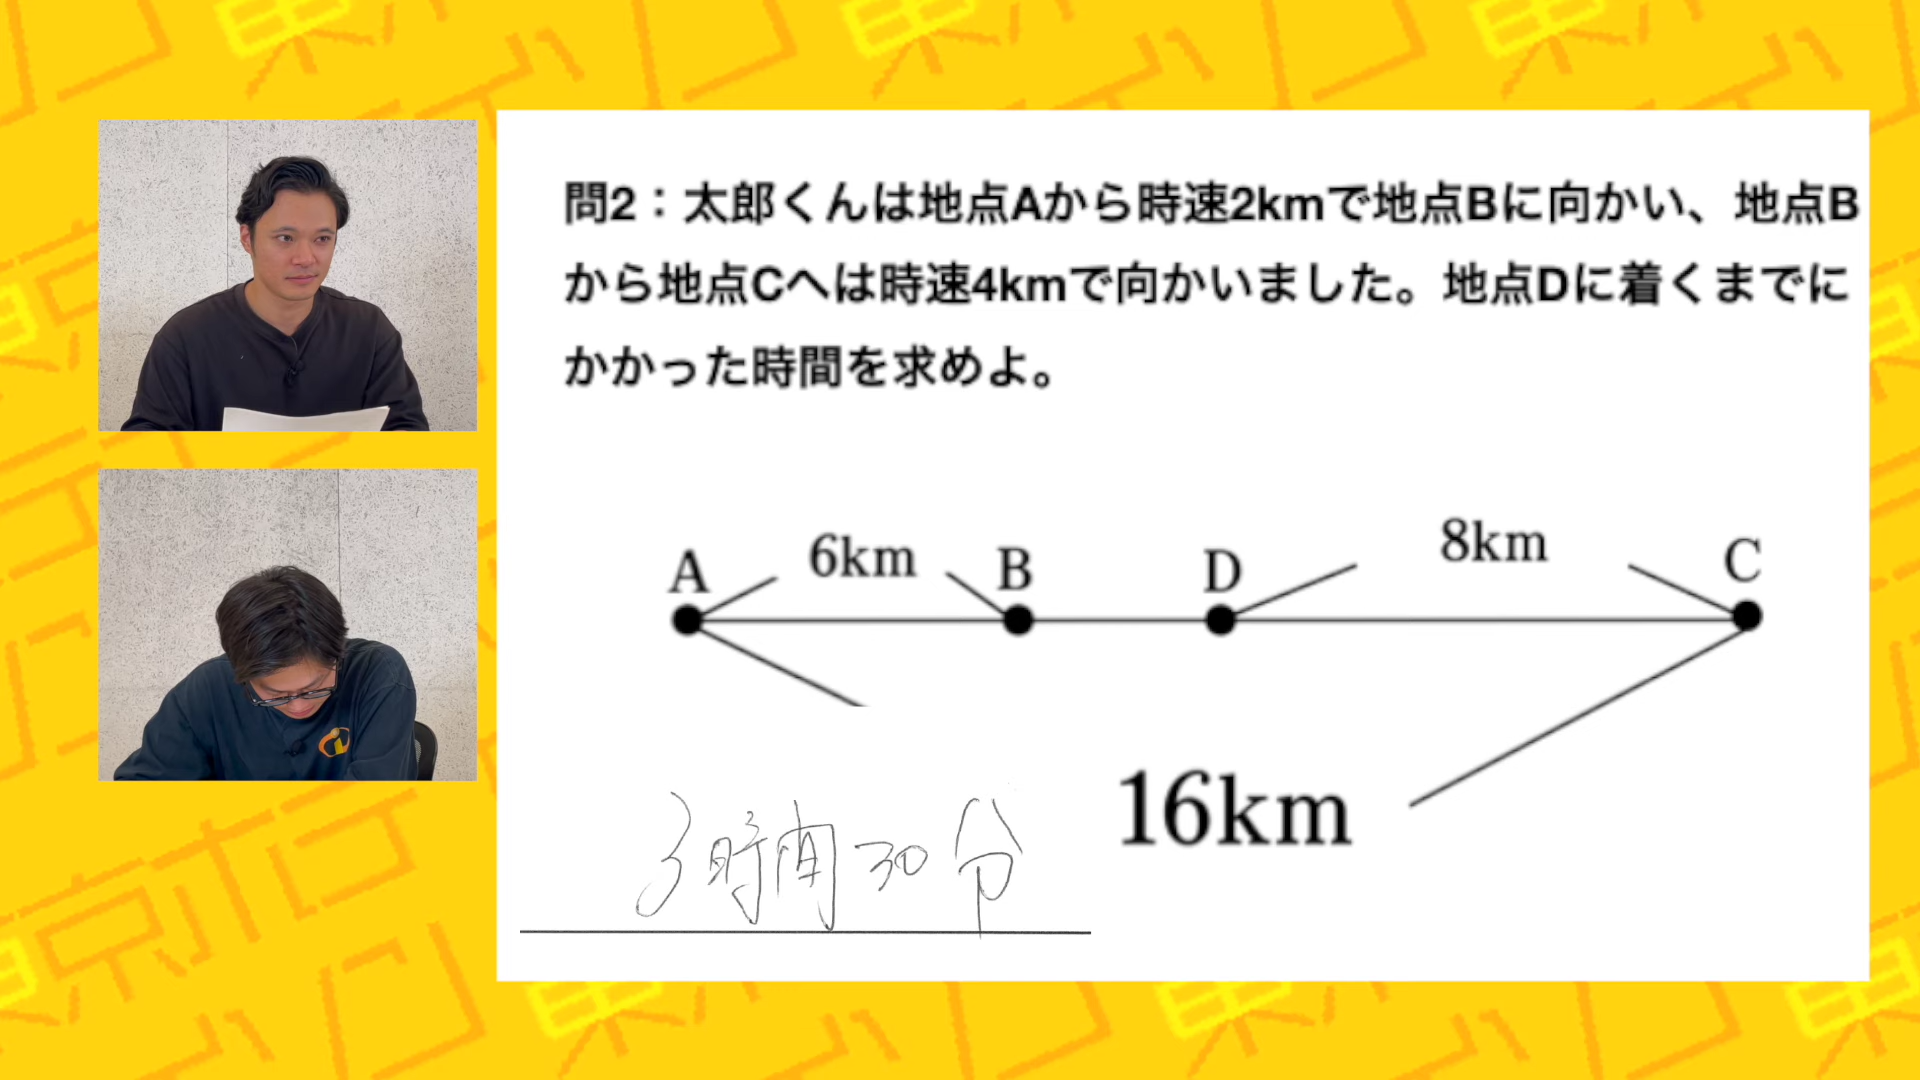 問2：太郎くんは地点Aから時速2kmで地点Bに向かい、地点B
から地点Cへは時速4kmで向かいました。地点Dに着くまでに
かかった時間を求めよ。
A 6km B D 8km C
16km
3時間30分